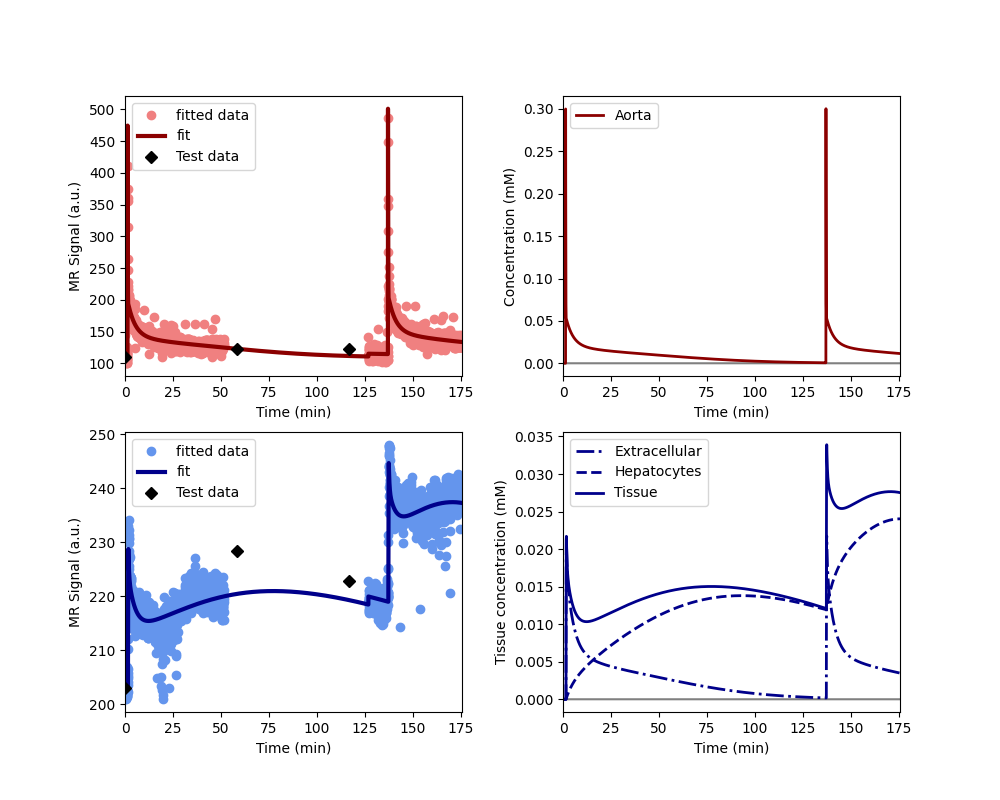 500
450
400
350
300
250
200
150
100
MR Signal (a.u.)
fitted data
fit
Test data
0 25 50 75 100 125 150 175
Time (min)
0.30
0.25
0.20
0.15
0.10
0.05
0.00
Concentration (mM)
Aorta
0 25 50 75 100 125 150 175
Time (min)
250
240
230
220
210
200
MR Signal (a.u.)
fitted data
fit
Test data
0 25 50 75 100 125 150 175
Time (min)
0.035
0.030
0.025
0.020
0.015
0.010
0.005
0.000
Tissue concentration (mM)
Extracellular
Hepatocytes
Tissue
0 25 50 75 100 125 150 175
Time (min)